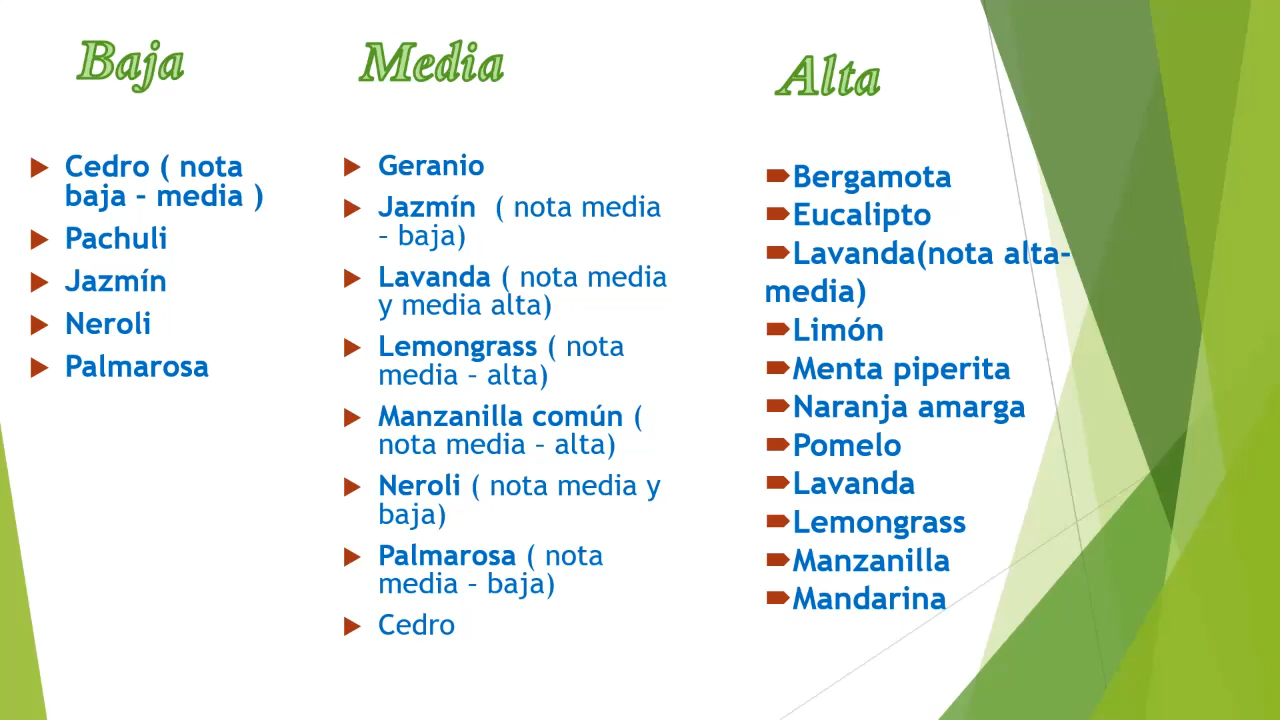 Baja
Cedro ( nota
baja – media )
Pachuli
Jazmín
Neroli
Palmarosa
Media
Geranio
Jazmín ( nota media
– baja)
Lavanda ( nota media
y media alta)
Lemongrass ( nota
media – alta)
Manzanilla común (
nota media – alta)
Neroli ( nota media y
baja)
Palmarosa ( nota
media – baja)
Cedro
Alta
Bergamota
Eucalipto
Lavanda(nota alta-
media)
Limón
Menta piperita
Naranja amarga
Pomelo
Lavanda
Lemongrass
Manzanilla
Mandarina